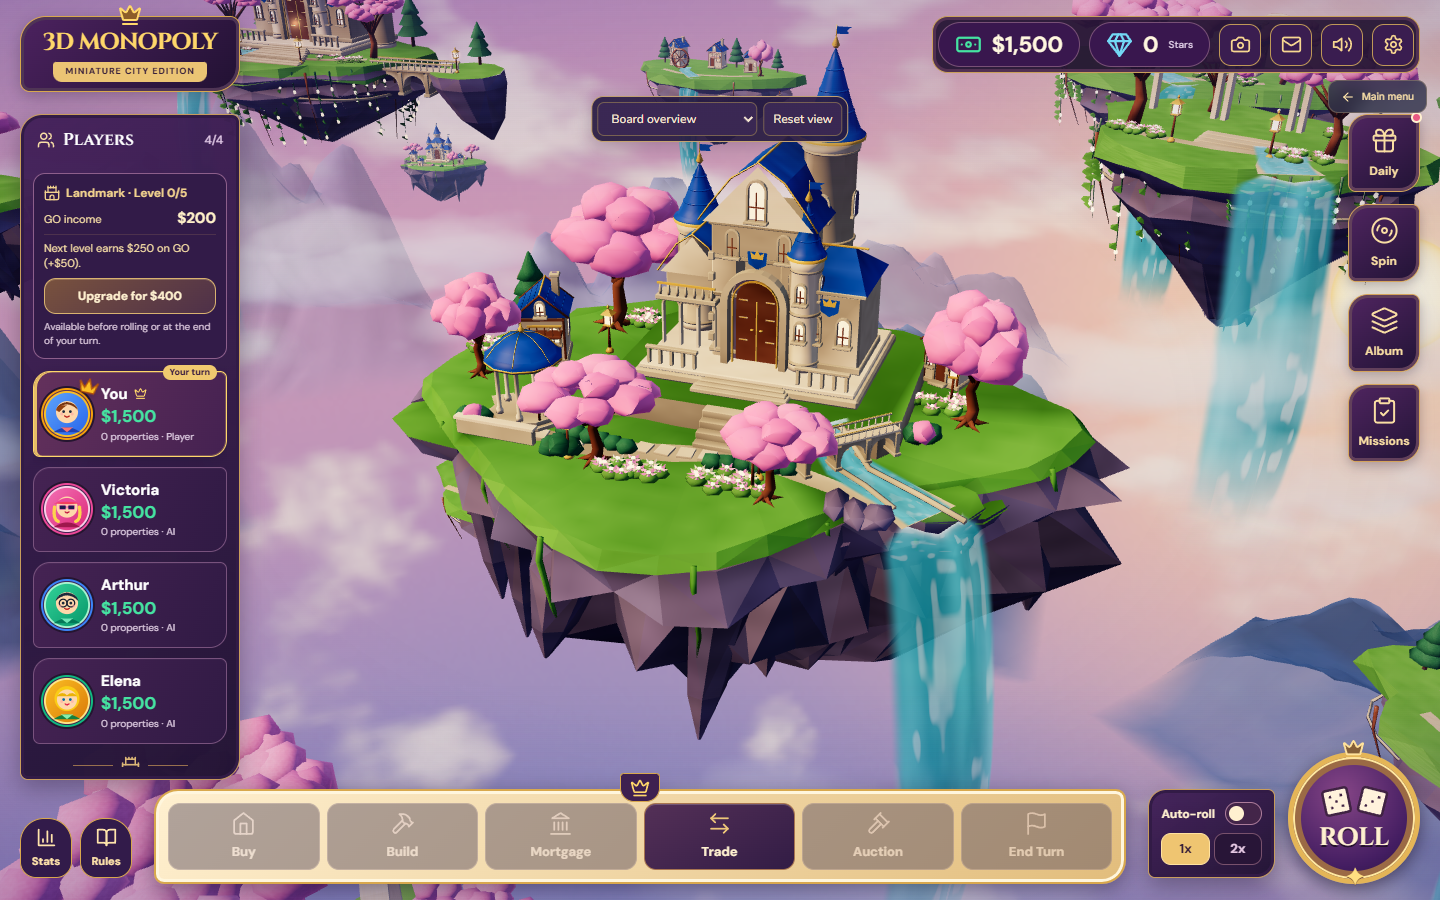 3D MONOPOLY
MINIATURE CITY EDITION
$1,500
0 Stars
Main menu
Board overview
Reset view
PLAYERS
4/4
Landmark · Level 0/5
GO income
$200
Next level earns $250 on GO
(+$50).
Upgrade for $400
Available before rolling or at the end
of your turn.
Your turn
You
$1,500
0 properties · Player
Victoria
$1,500
0 properties · AI
Arthur
$1,500
0 properties · AI
Elena
$1,500
0 properties · AI
Daily
Spin
Album
Missions
Stats
Rules
Buy
Build
Mortgage
Trade
Auction
End Turn
Auto-roll
1x
2x
ROLL